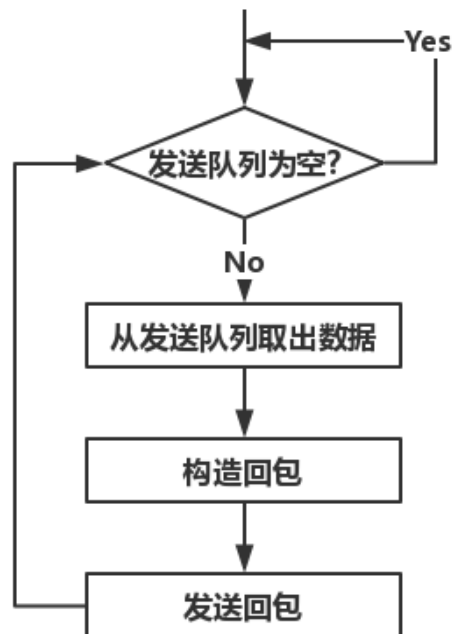 Yes
发送队列为空?
No
从发送队列取出数据
构造回包
发送回包